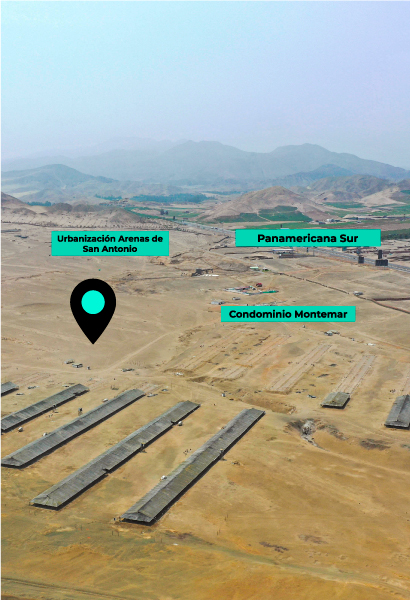 Urbanización Arenas de
San Antonio
Panamericana Sur
Condominio Montemar